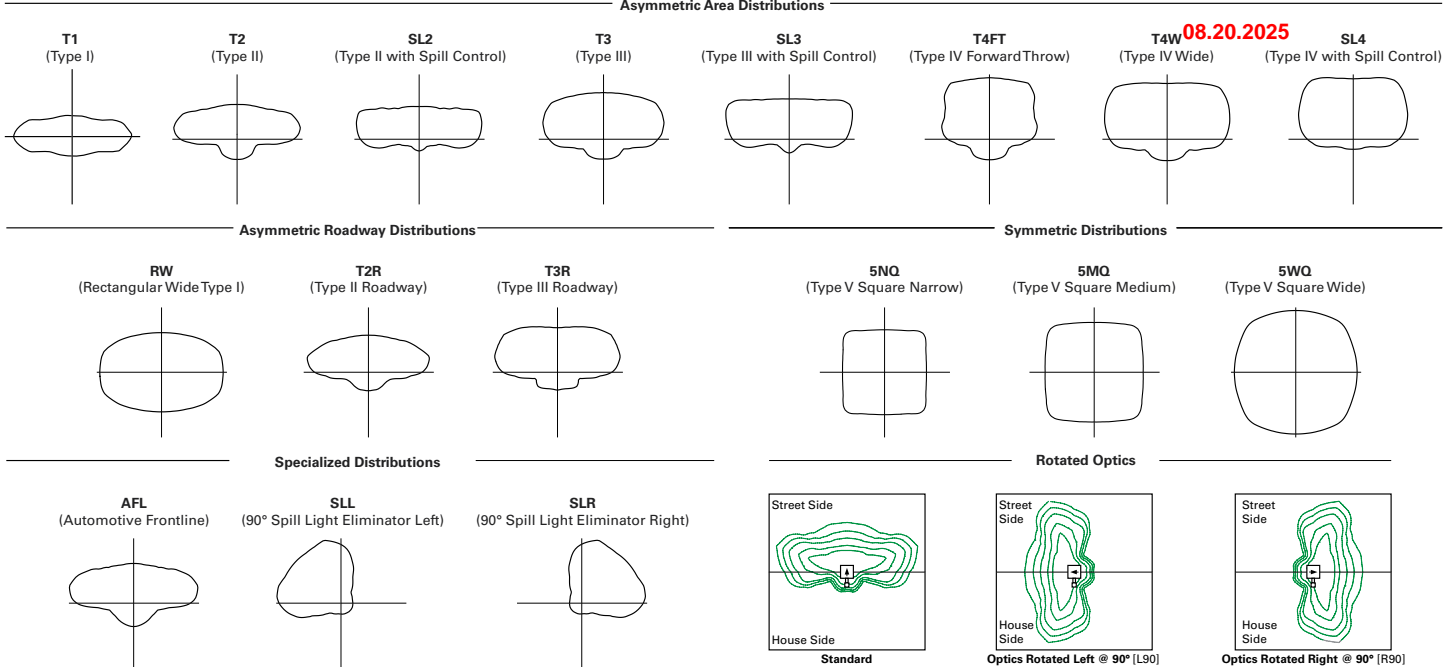 Asymmetric Area Distributions
08.20.2025
T1
(Type I)
T2
(Type II)
SL2
(Type II with Spill Control)
T3
(Type III)
SL3
(Type III with Spill Control)
T4FT
(Type IV Forward Throw)
T4W
(Type IV Wide)
SL4
(Type IV with Spill Control)
Asymmetric Roadway Distributions
RW
(Rectangular Wide Type I)
T2R
(Type II Roadway)
T3R
(Type III Roadway)
Symmetric Distributions
5NQ
(Type V Square Narrow)
5MQ
(Type V Square Medium)
5WQ
(Type V Square Wide)
Specialized Distributions
AFL
(Automotive Frontline)
SLL
(90° Spill Light Eliminator Left)
SLR
(90° Spill Light Eliminator Right)
Rotated Optics
Street Side
House Side
Standard
Street
Side
House
Side
Optics Rotated Left @ 90° [L90]
Street
Side
House
Side
Optics Rotated Right @ 90° [R90]